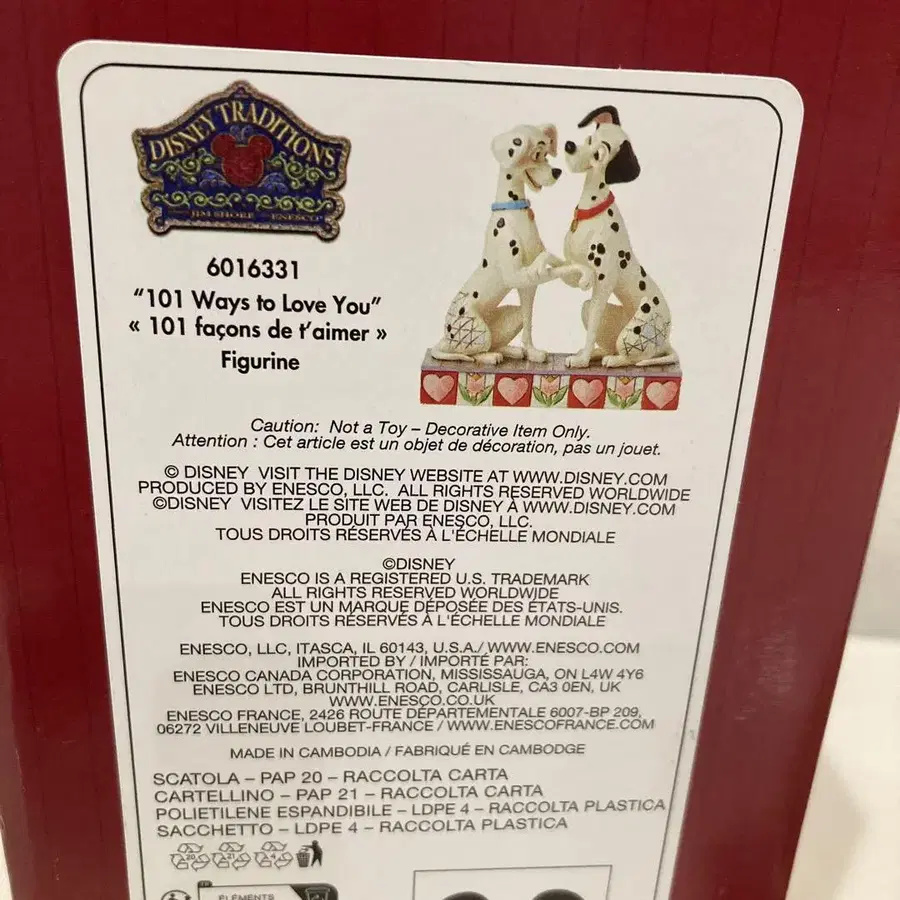 DISNEY TRADITIONS
JIM SHORE ENESCO
6016331
“101 Ways to Love You”
« 101 façons de t’aimer »
Figurine
Caution: Not a Toy – Decorative Item Only.
Attention : Cet article est un objet de décoration, pas un jouet.
© DISNEY VISIT THE DISNEY WEBSITE AT WWW.DISNEY.COM
PRODUCED BY ENESCO, LLC. ALL RIGHTS RESERVED WORLDWIDE
©DISNEY VISITEZ LE SITE WEB DE DISNEY À WWW.DISNEY.COM
PRODUIT PAR ENESCO, LLC.
TOUS DROITS RÉSERVÉS À L’ÉCHELLE MONDIALE
©DISNEY
ENESCO IS A REGISTERED U.S. TRADEMARK
ALL RIGHTS RESERVED WORLDWIDE
ENESCO EST UN MARQUE DÉPOSÉE DES ÉTATS-UNIS.
TOUS DROITS RÉSERVÉS À L’ÉCHELLE MONDIALE
ENESCO, LLC, ITASCA, IL 60143, U.S.A./ WWW.ENESCO.COM
IMPORTED BY / IMPORTÉ PAR:
ENESCO CANADA CORPORATION, MISSISSAUGA, ON L4W 4Y6
ENESCO LTD, BRUNTHILL ROAD, CARLISLE, CA3 0EN, UK
WWW.ENESCO.CO.UK
ENESCO FRANCE, 2426 ROUTE DÉPARTEMENTALE 6007-BP 209,
06272 VILLENEUVE LOUBET-FRANCE / WWW.ENESCOFRANCE.COM
MADE IN CAMBODIA / FABRIQUÉ EN CAMBODGE
SCATOLA – PAP 20 – RACCOLTA CARTA
CARTELLINO – PAP 21 – RACCOLTA CARTA
POLIETILENE ESPANDIBILE – LDPE 4 – RACCOLTA PLASTICA
SACCHETTO – LDPE 4 – RACCOLTA PLASTICA
20 21 4
ÉLÉMENTS